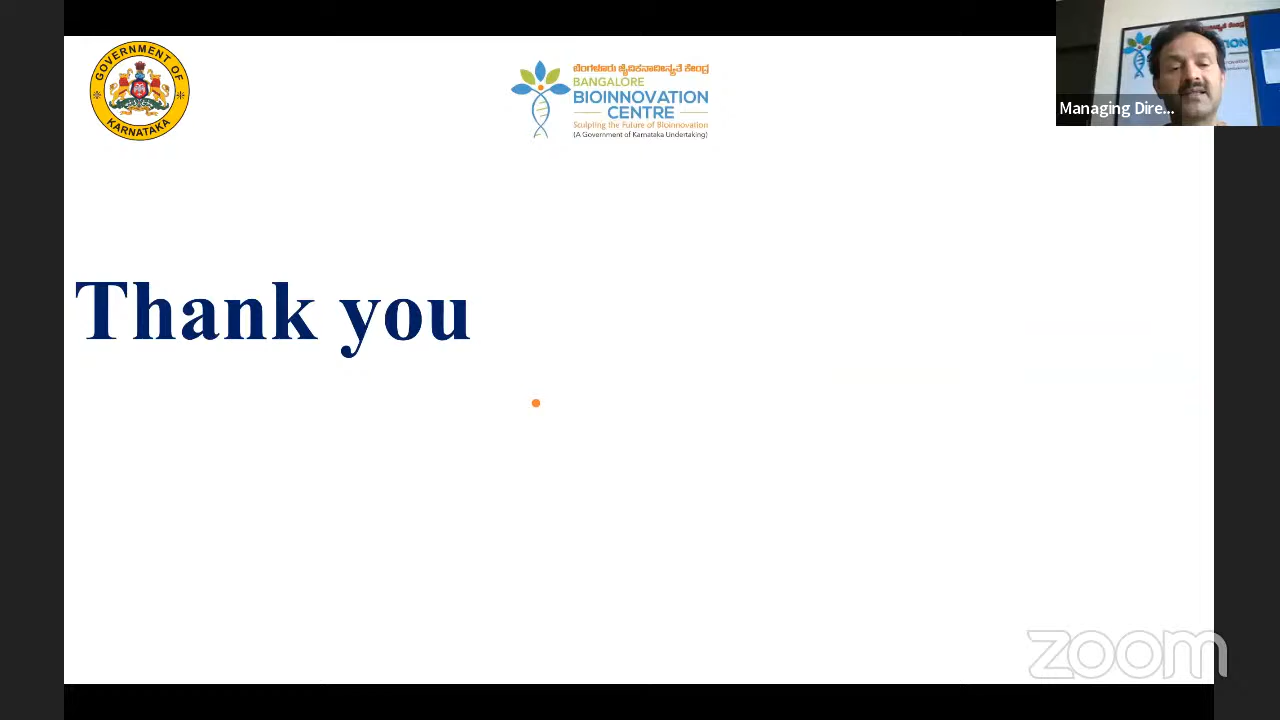 GOVERNMENT OF
KARNATAKA
ಬೆಂಗಳೂರು ಜೈವಿಕನಾವೀನ್ಯತೆ ಕೇಂದ್ರ
BANGALORE
BIOINNOVATION
CENTRE
Sculpting the Future of Bioinnovation
(A Government of Karnataka Undertaking)
Managing Dire...
Thank you
zoom